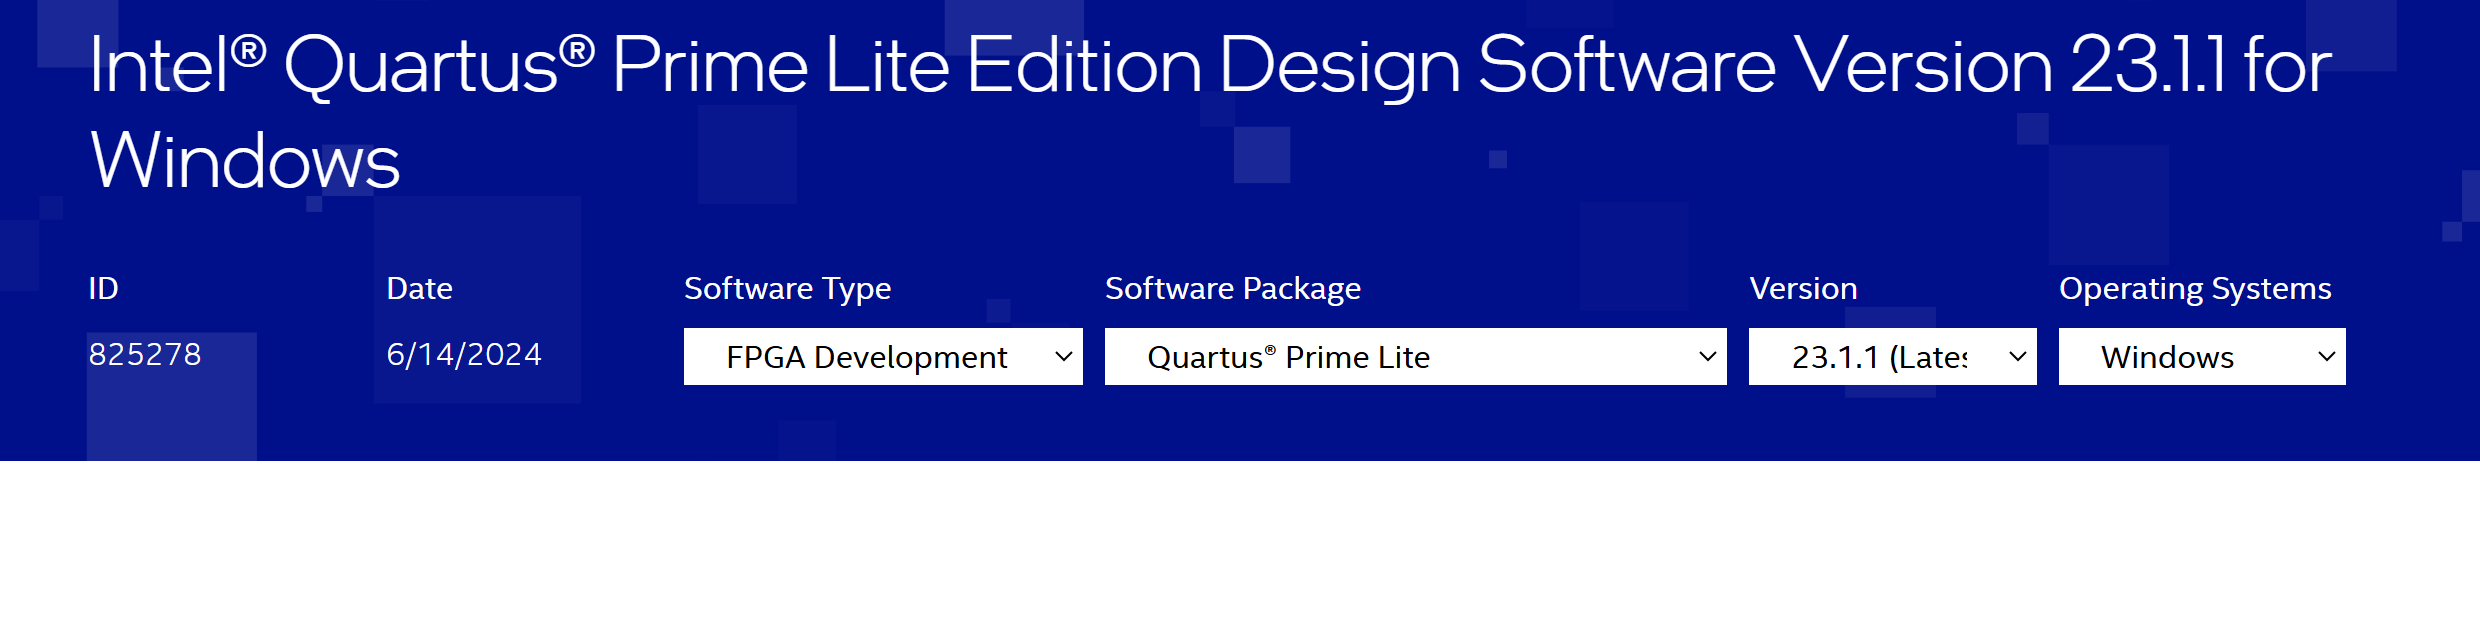 Intel® Quartus® Prime Lite Edition Design Software Version 23.1.1 for
Windows
ID Date Software Type Software Package Version Operating Systems
825278 6/14/2024 FPGA Development Quartus® Prime Lite 23.1.1 (Lates Windows